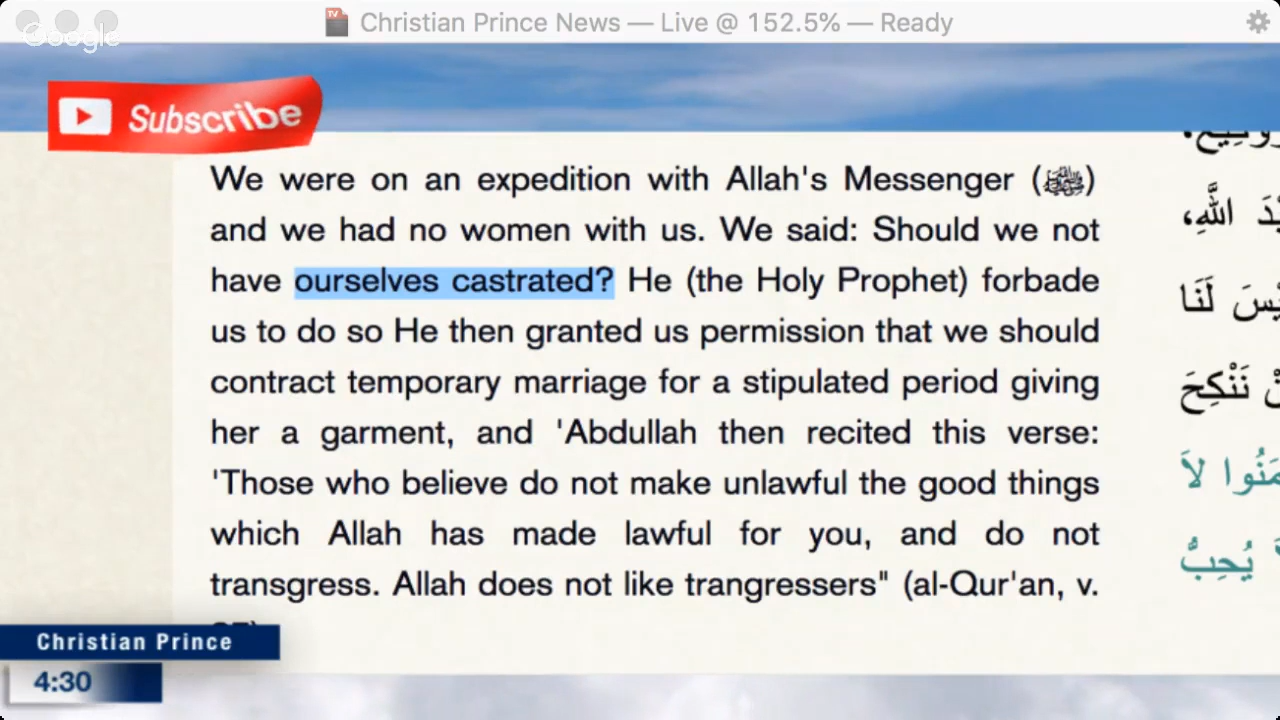 Christian Prince News — Live @ 152.5% — Ready
Google
TV
Subscribe
We were on an expedition with Allah's Messenger (ﷺ)
and we had no women with us. We said: Should we not
have ourselves castrated? He (the Holy Prophet) forbade
us to do so He then granted us permission that we should
contract temporary marriage for a stipulated period giving
her a garment, and 'Abdullah then recited this verse:
'Those who believe do not make unlawful the good things
which Allah has made lawful for you, and do not
transgress. Allah does not like trangressers" (al-Qur'an, v.
اللَّهِ،
لَنَا
نَنْكِحَ
لاَ
يُحِبُّ
Christian Prince
4:30